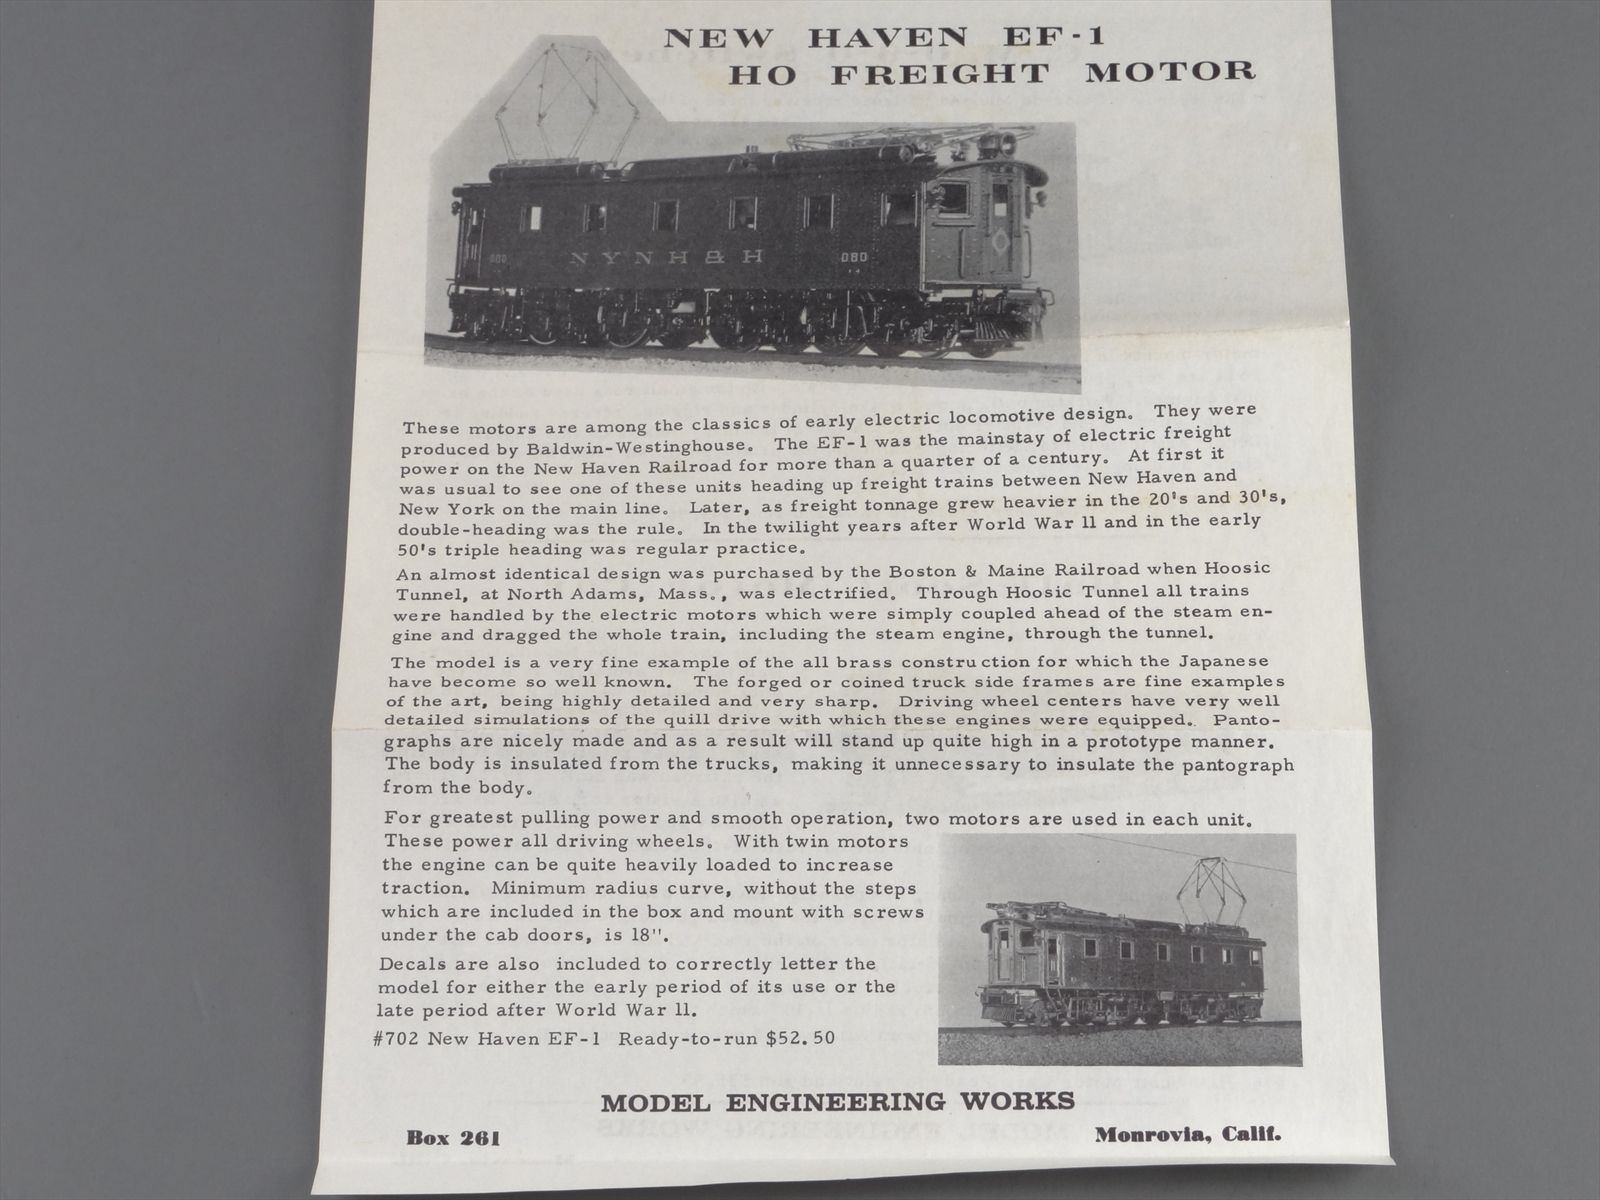 NEW HAVEN EF-1
HO FREIGHT MOTOR
NYNH&H
080
These motors are among the classics of early electric locomotive design. They were
produced by Baldwin-Westinghouse. The EF-1 was the mainstay of electric freight
power on the New Haven Railroad for more than a quarter of a century. At first it
was usual to see one of these units heading up freight trains between New Haven and
New York on the main line. Later, as freight tonnage grew heavier in the 20's and 30's,
double-heading was the rule. In the twilight years after World War ll and in the early
50's triple heading was regular practice.
An almost identical design was purchased by the Boston & Maine Railroad when Hoosic
Tunnel, at North Adams, Mass., was electrified. Through Hoosic Tunnel all trains
were handled by the electric motors which were simply coupled ahead of the steam en-
gine and dragged the whole train, including the steam engine, through the tunnel.
The model is a very fine example of the all brass construction for which the Japanese
have become so well known. The forged or coined truck side frames are fine examples
of the art, being highly detailed and very sharp. Driving wheel centers have very well
detailed simulations of the quill drive with which these engines were equipped. Panto-
graphs are nicely made and as a result will stand up quite high in a prototype manner.
The body is insulated from the trucks, making it unnecessary to insulate the pantograph
from the body.
For greatest pulling power and smooth operation, two motors are used in each unit.
These power all driving wheels. With twin motors
the engine can be quite heavily loaded to increase
traction. Minimum radius curve, without the steps
which are included in the box and mount with screws
under the cab doors, is 18".
Decals are also included to correctly letter the
model for either the early period of its use or the
late period after World War ll.
#702 New Haven EF-1 Ready-to-run $52.50
MODEL ENGINEERING WORKS
Box 261
Monrovia, Calif.